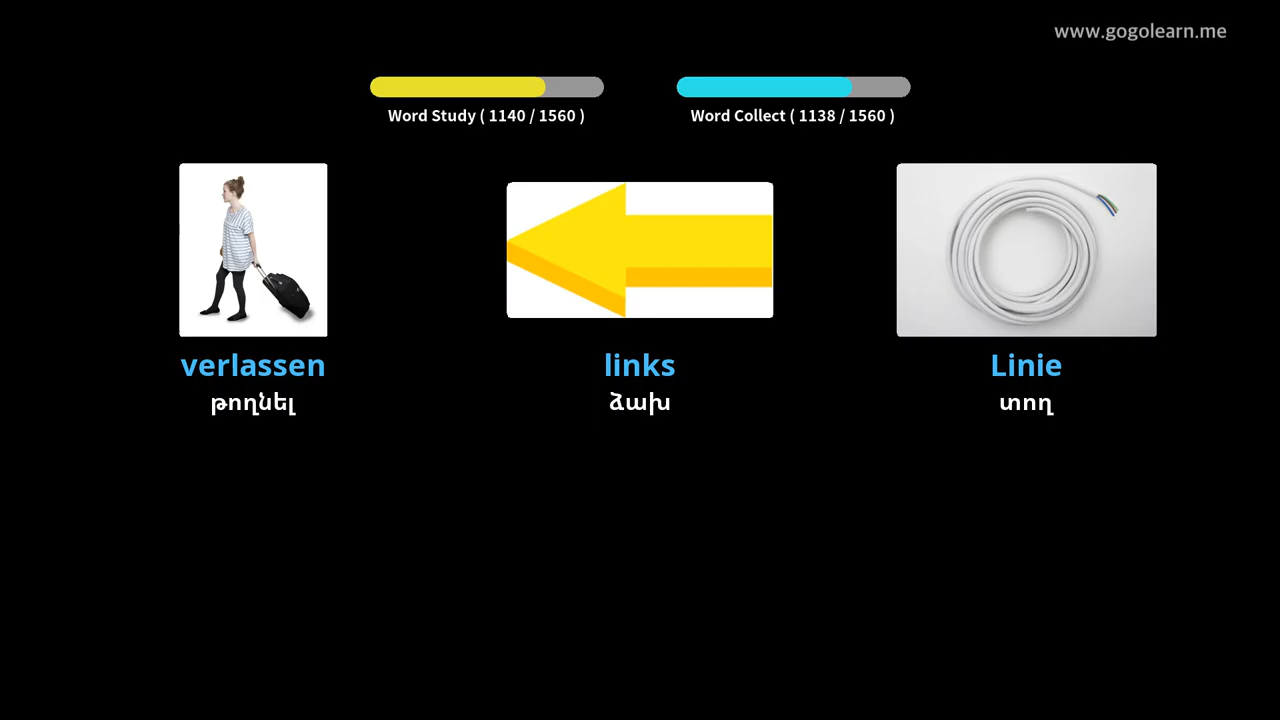 www.gogolearn.me
Word Study ( 1140 / 1560 )
Word Collect ( 1138 / 1560 )
verlassen
թողնել
links
ձախ
Linie
տող